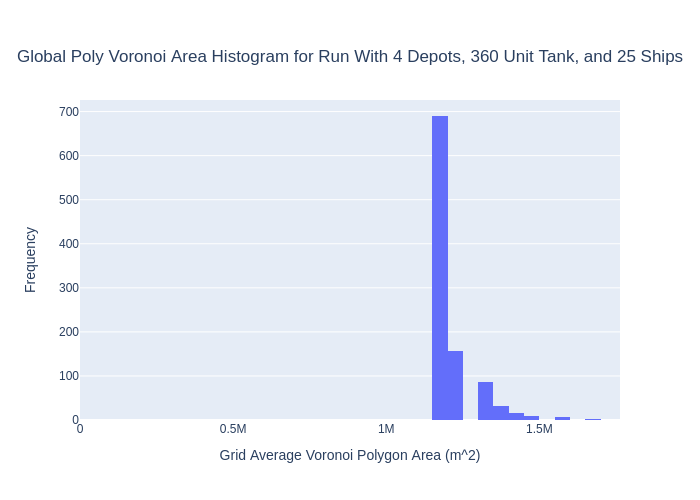 Global Poly Voronoi Area Histogram for Run With 4 Depots, 360 Unit Tank, and 25 Ships
700
600
500
400
300
200
100
0
Frequency
0
0.5M
1M
1.5M
Grid Average Voronoi Polygon Area (m^2)